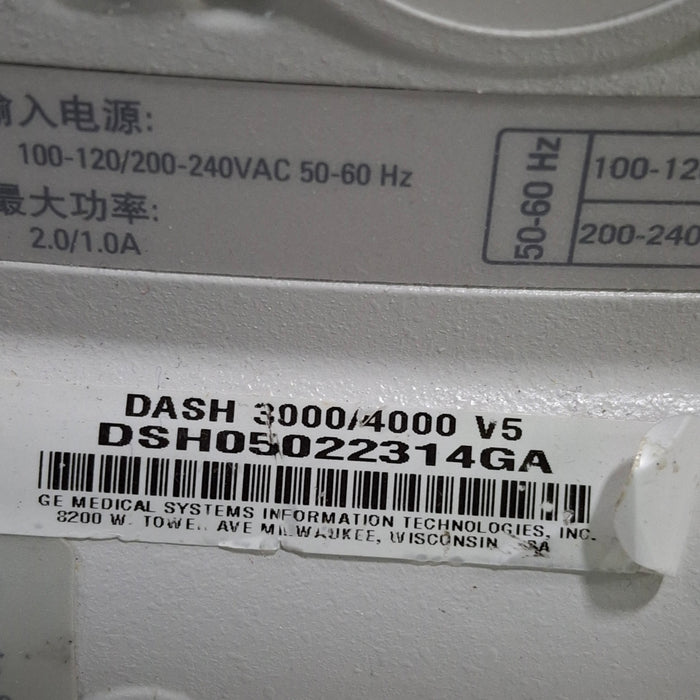 输入电源:
100-120/200-240VAC 50-60 Hz
最大功率:
2.0/1.0A
50-60 Hz
100-12
200-240
DASH 3000/4000 V5
DSH05022314GA
GE MEDICAL SYSTEMS INFORMATION TECHNOLOGIES, INC.
8200 W. TOWER AVE MILWAUKEE, WISCONSIN